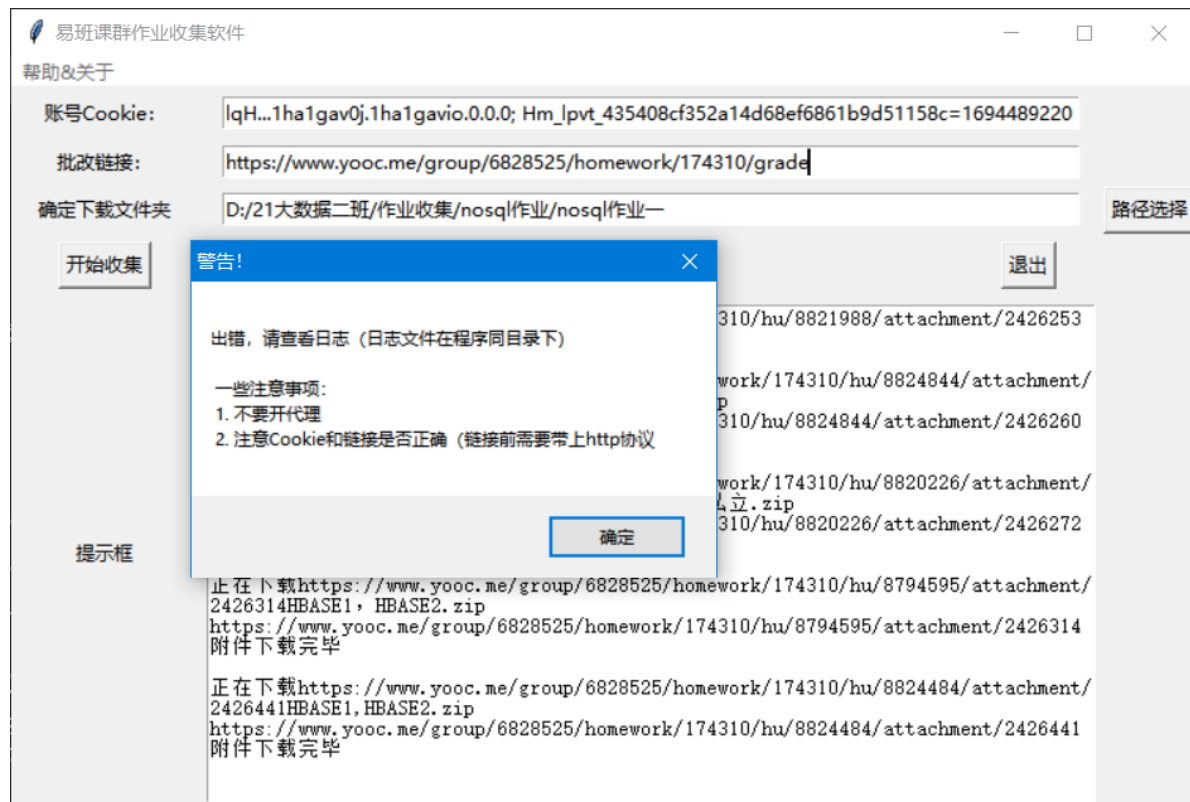 易班课群作业收集软件
帮助&关于
账号Cookie:
lqH...1ha1gav0j.1ha1gavio.0.0.0; Hm_lpvt_435408cf352a14d68ef6861b9d51158c=1694489220
批改链接:
https://www.yooc.me/group/6828525/homework/174310/grade
确定下载文件夹
D:/21大数据二班/作业收集/nosql作业/nosql作业一
路径选择
开始收集
退出
警告!
出错，请查看日志（日志文件在程序同目录下）
一些注意事项:
1. 不要开代理
2. 注意Cookie和链接是否正确（链接前需要带上http协议
确定
提示框
310/hu/8821988/attachment/2426253
work/174310/hu/8824844/attachment/
p
310/hu/8824844/attachment/2426260
work/174310/hu/8820226/attachment/
立.zip
310/hu/8820226/attachment/2426272
正在下载https://www.yooc.me/group/6828525/homework/174310/hu/8794595/attachment/
2426314HBASE1，HBASE2.zip
https://www.yooc.me/group/6828525/homework/174310/hu/8794595/attachment/2426314
附件下载完毕
正在下载https://www.yooc.me/group/6828525/homework/174310/hu/8824484/attachment/
2426441HBASE1,HBASE2.zip
https://www.yooc.me/group/6828525/homework/174310/hu/8824484/attachment/2426441
附件下载完毕